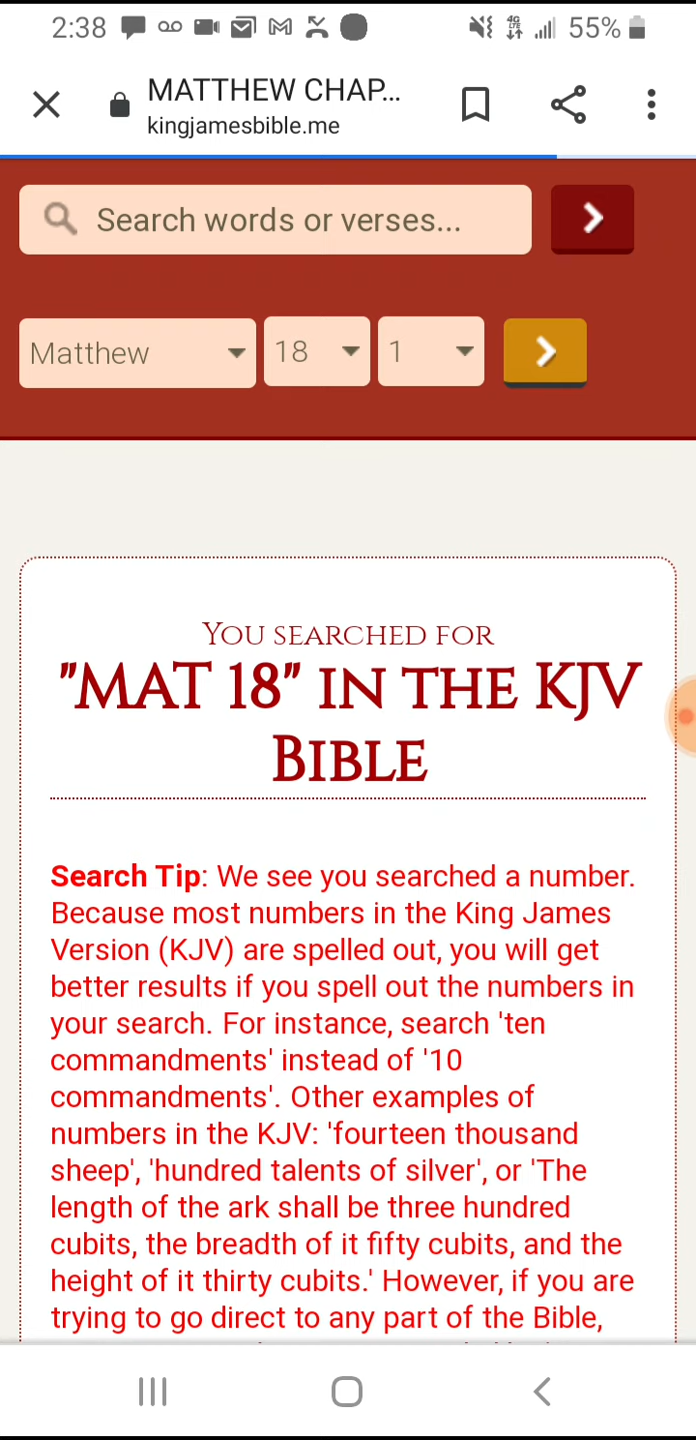 2:38
4G
LTE
55%
MATTHEW CHAP...
kingjamesbible.me
Search words or verses...
Matthew
18
1
YOU SEARCHED FOR
"MAT 18" IN THE KJV
BIBLE
Search Tip: We see you searched a number.
Because most numbers in the King James
Version (KJV) are spelled out, you will get
better results if you spell out the numbers in
your search. For instance, search 'ten
commandments' instead of '10
commandments'. Other examples of
numbers in the KJV: 'fourteen thousand
sheep', 'hundred talents of silver', or 'The
length of the ark shall be three hundred
cubits, the breadth of it fifty cubits, and the
height of it thirty cubits.' However, if you are
trying to go direct to any part of the Bible,